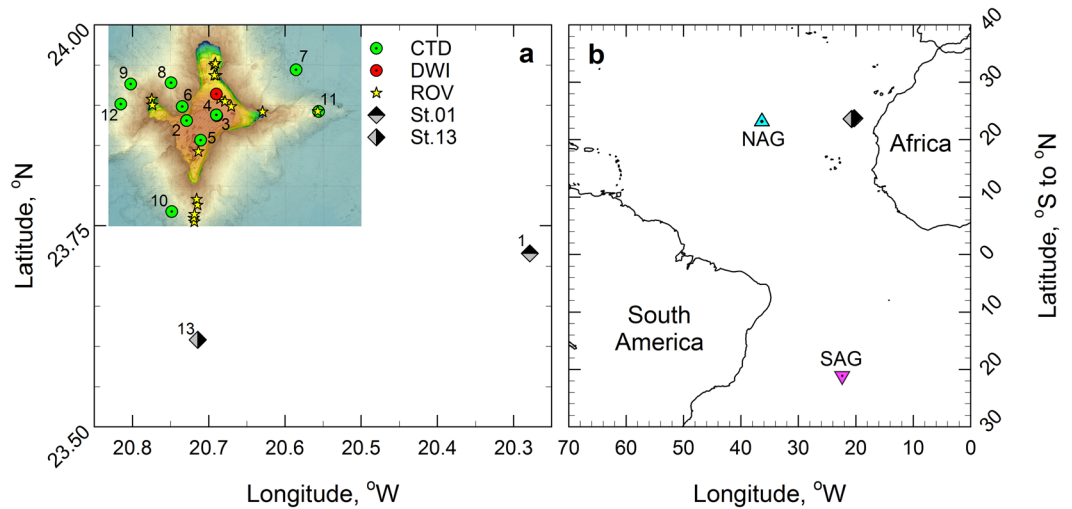 a
CTD
DWI
ROV
St.01
St.13
7
8
9
6
11
12
4
2
3
5
10
1
13
24.00
23.75
23.50
Latitude, °N
20.8
20.7
20.6
20.5
20.4
20.3
Longitude, °W
b
NAG
Africa
South
America
SAG
40
30
20
10
0
10
20
30
Latitude, °S to °N
70
60
50
40
30
20
10
0
Longitude, °W